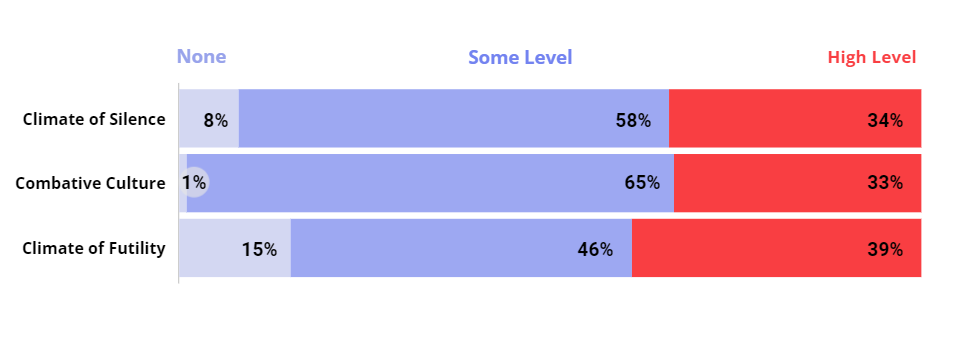 None Some Level High Level
Climate of Silence 8% 58% 34%
Combative Culture 1% 65% 33%
Climate of Futility 15% 46% 39%